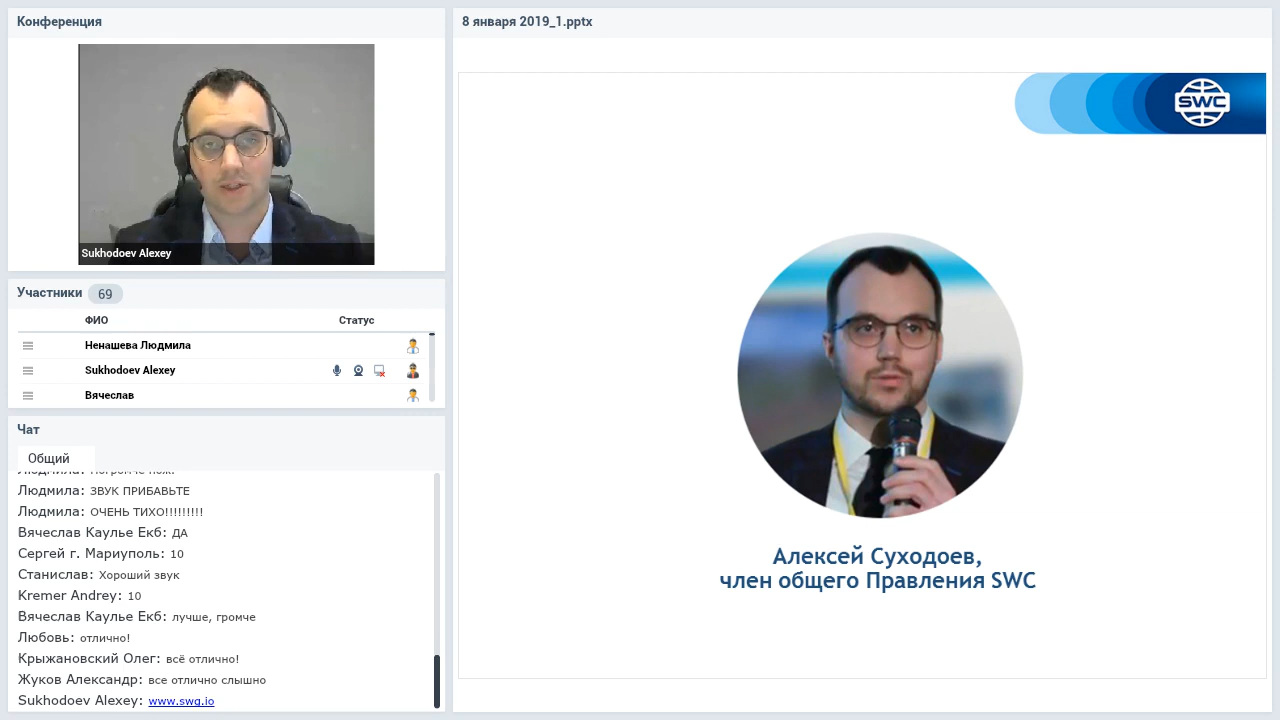 Конференция
Sukhodoev Alexey
Участники 69
ФИО Статус
Ненашева Людмила
Sukhodoev Alexey
Вячеслав
Чат
Общий
Людмила:
Людмила: ЗВУК ПРИБАВЬТЕ
Людмила: ОЧЕНЬ ТИХО!!!!!!!!!
Вячеслав Каулье Екб: ДА
Сергей г. Мариуполь: 10
Станислав: Хороший звук
Kremer Andrey: 10
Вячеслав Каулье Екб: лучше, громче
Любовь: отлично!
Крыжановский Олег: всё отлично!
Жуков Александр: все отлично слышно
Sukhodoev Alexey: www.swg.io
8 января 2019_1.pptx
SWC
Алексей Суходоев,
член общего Правления SWC